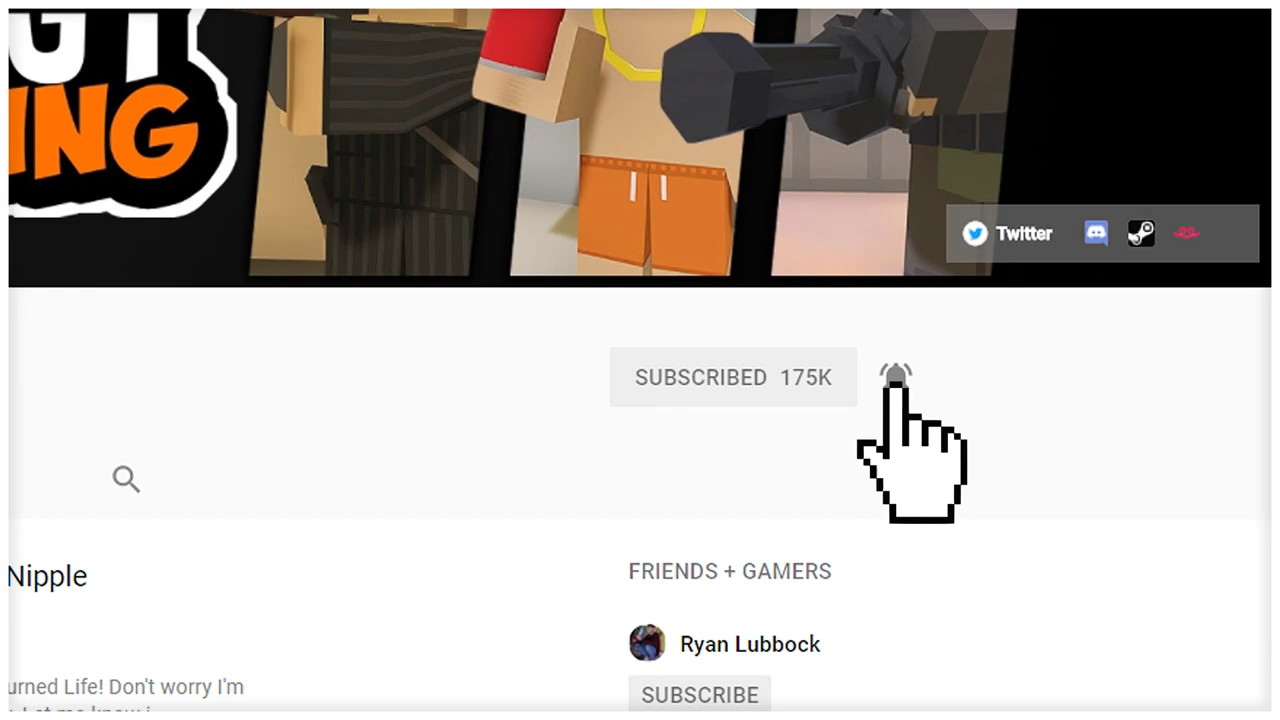 ING
Twitter
SUBSCRIBED 175K
Nipple
FRIENDS + GAMERS
Ryan Lubbock
urned Life! Don't worry I'm
SUBSCRIBE